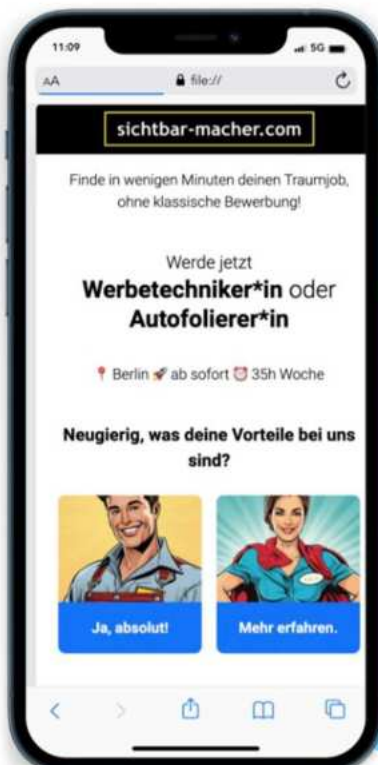 11:09
5G
AA
file://
sichtbar-macher.com
Finde in wenigen Minuten deinen Traumjob,
ohne klassische Bewerbung!
Werde jetzt
Werbetechniker*in oder
Autofolierer*in
📍 Berlin 🚀 ab sofort ⏰ 35h Woche
Neugierig, was deine Vorteile bei uns
sind?
Ja, absolut!
Mehr erfahren.